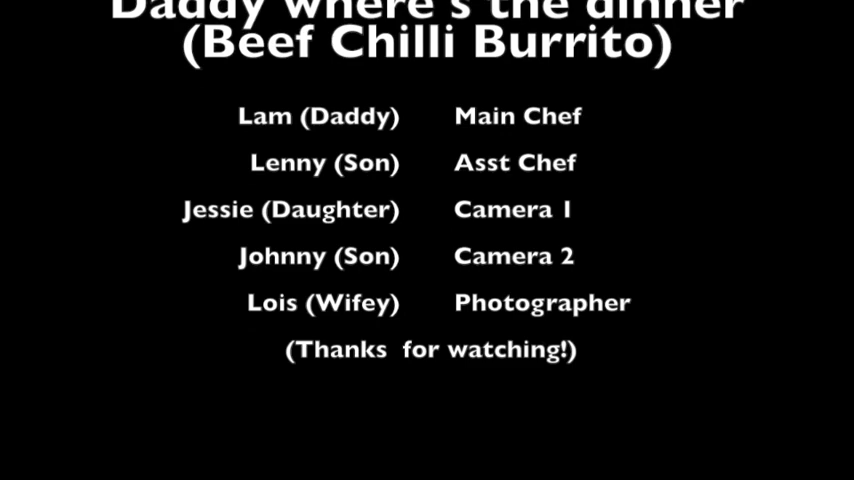 Daddy where's the dinner
(Beef Chilli Burrito)
Lam (Daddy) Main Chef
Lenny (Son) Asst Chef
Jessie (Daughter) Camera 1
Johnny (Son) Camera 2
Lois (Wifey) Photographer
(Thanks for watching!)